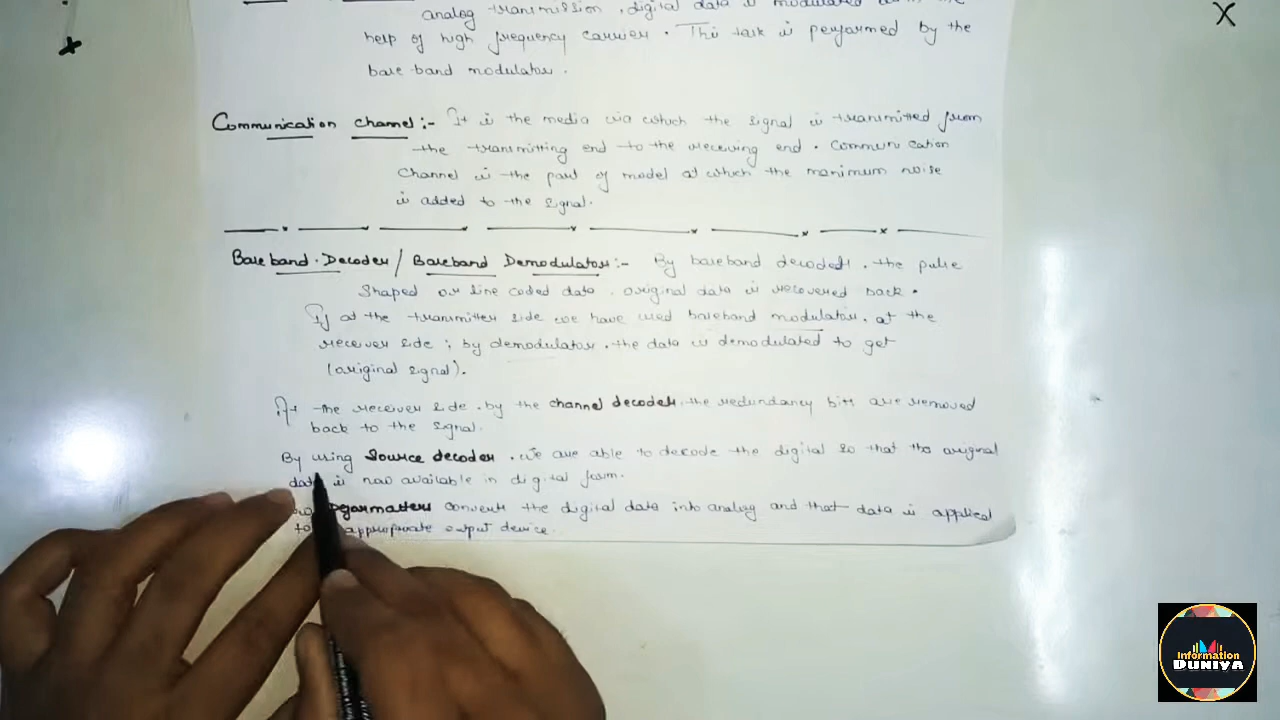 analog transmission, digital data is modulated with the
help of high frequency carrier. This task is performed by the
base band modulator.
Communication channel:- It is the media via which the signal is transmitted from
the transmitting end to the receiving end. Communication
channel is the part of model at which the maximum noise
is added to the signal.
Baseband Decoder / Baseband Demodulator:- By baseband decoder, the pulse
shaped or line coded data, original data is recovered back.
If at the transmitter side we have used baseband modulator, at the
receiver side; by demodulator, the data is demodulated to get
(original signal).
At the receiver side, by the channel decoder, the redundancy bits are removed
back to the signal.
By using Source decoder, we are able to decode the digital so that the original
data is now available in digital form.
Deformatters convert the digital data into analog and that data is applied
to appropriate output device.
Information
DUNIYA